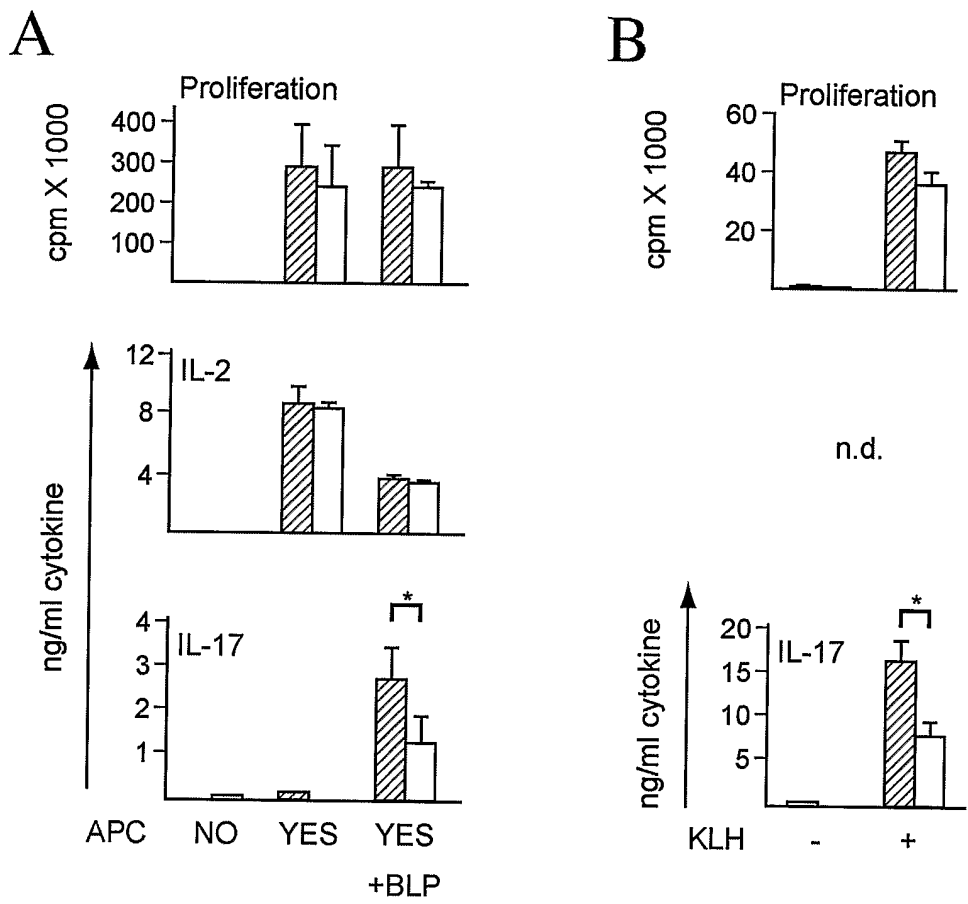 A
Proliferation
cpm X 1000
400
300
200
100
IL-2
12
8
4
ng/ml cytokine
*
IL-17
4
3
2
1
APC NO YES YES
+BLP
B
Proliferation
cpm X 1000
60
40
20
n.d.
*
IL-17
ng/ml cytokine
20
15
10
5
KLH - +